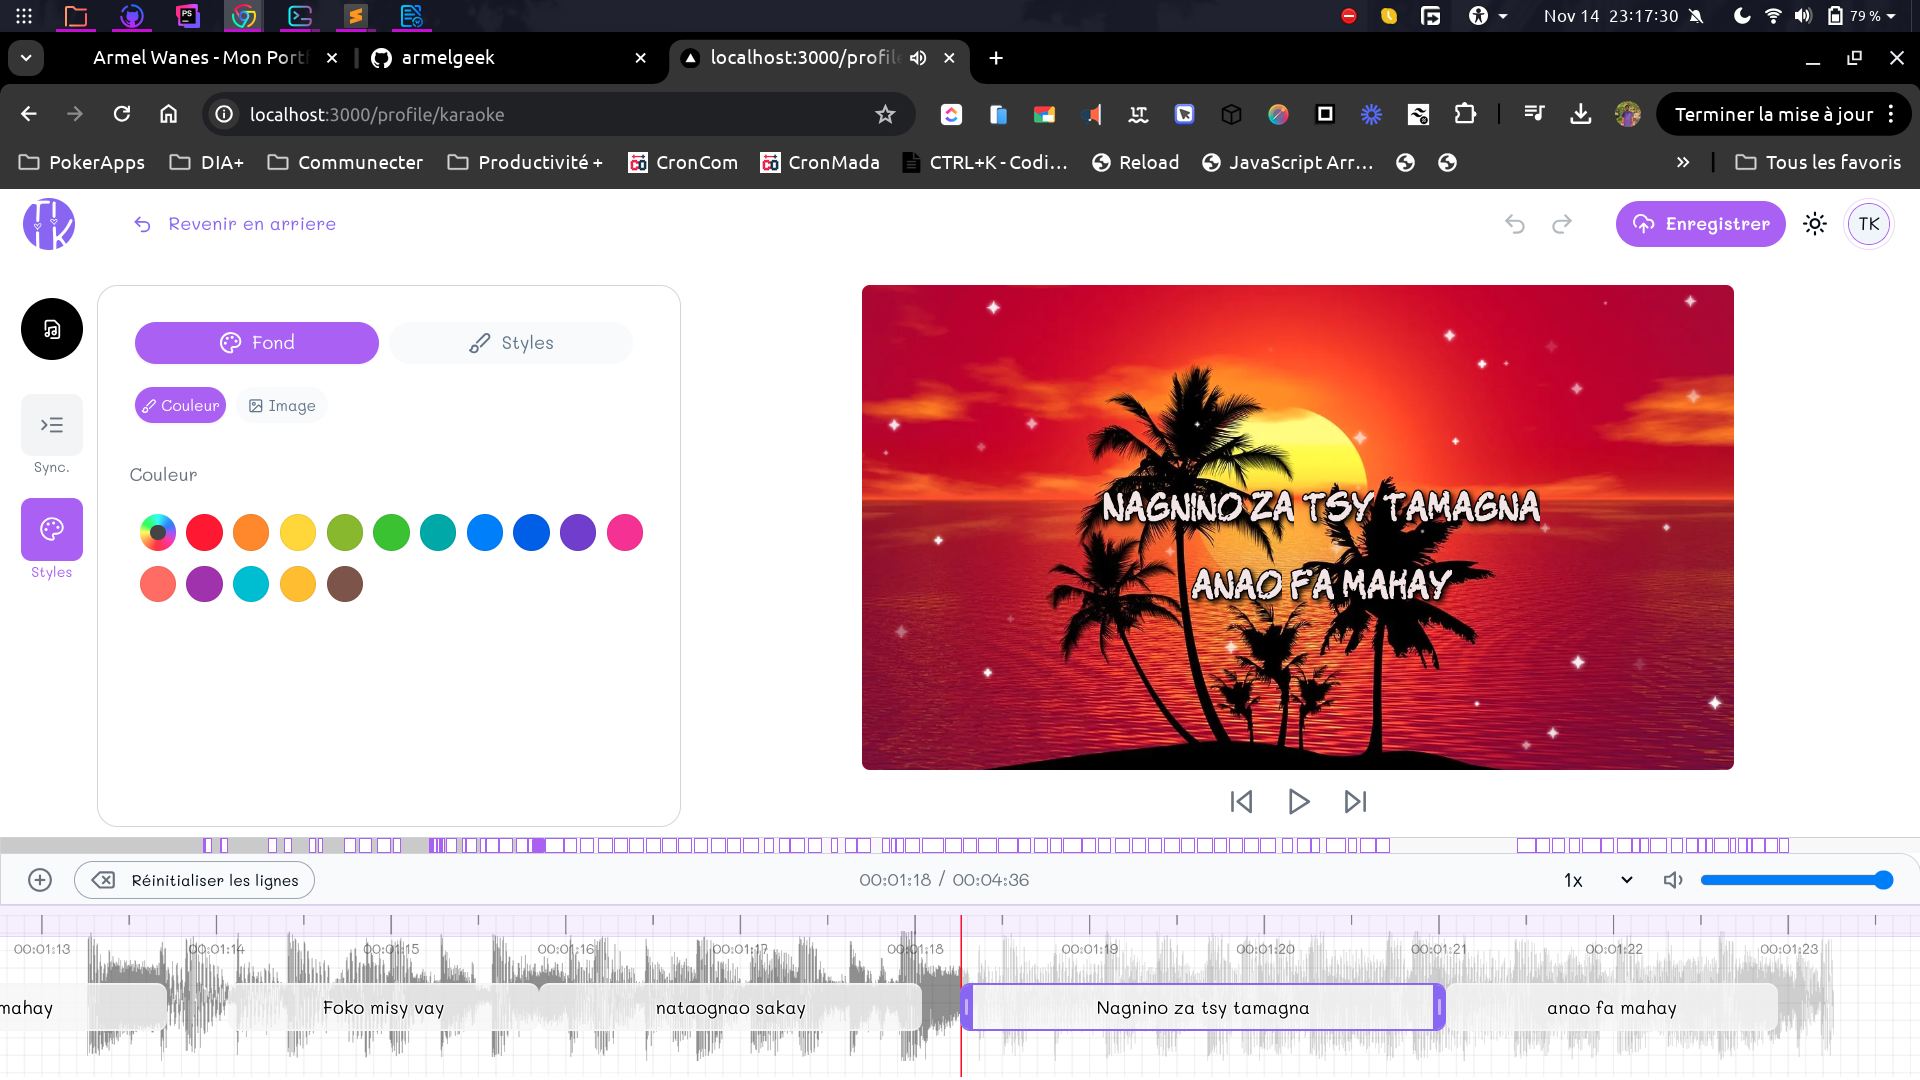 Nov 14 23:17:30
79 %
Armel Wanes - Mon Portf
armelgeek
localhost:3000/profile
localhost:3000/profile/karaoke
Terminer la mise à jour
PokerApps
DIA+
Communecter
Productivité +
CronCom
CronMada
CTRL+K - Codi...
Reload
JavaScript Arr...
Tous les favoris
Revenir en arriere
Enregistrer
TK
Fond
Styles
Couleur
Image
Sync.
Couleur
Styles
NAGNINO ZA TSY TAMAGNA
ANAO FA MAHAY
Réinitialiser les lignes
00:01:18 / 00:04:36
1x
00:01:13
00:01:14
00:01:15
00:01:16
00:01:17
00:01:18
00:01:19
00:01:20
00:01:21
00:01:22
00:01:23
mahay
Foko misy vay
nataognao sakay
Nagnino za tsy tamagna
anao fa mahay